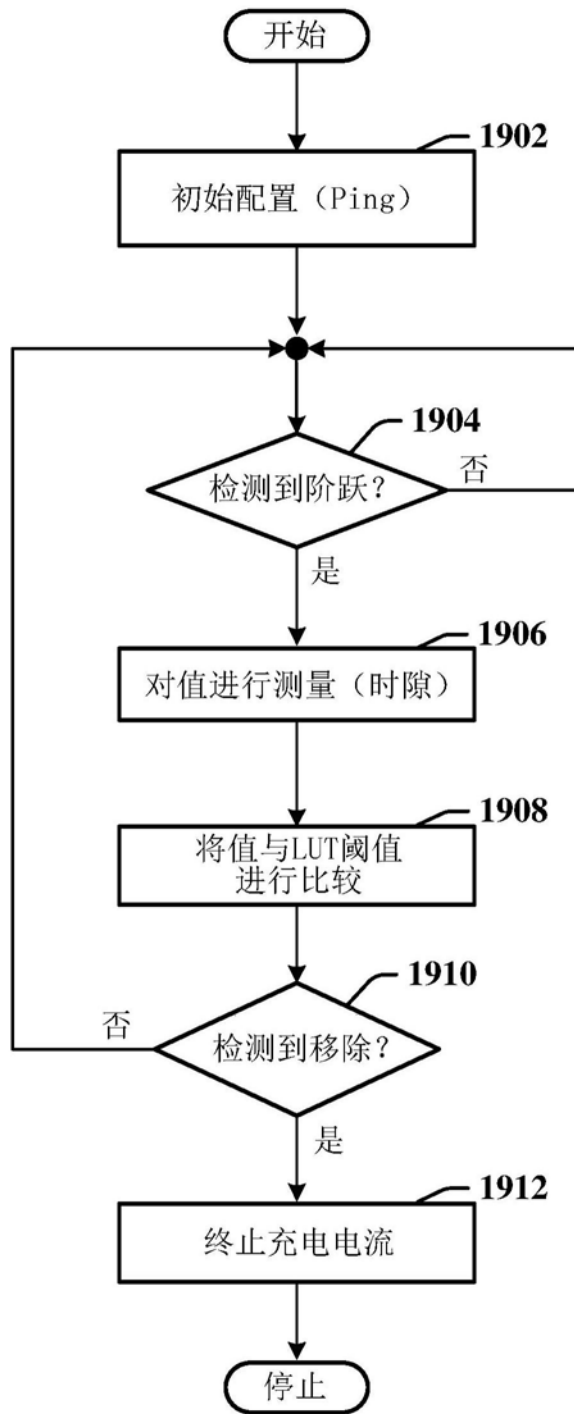 开始
1902
初始配置（Ping）
1904
检测到阶跃？
否
是
1906
对值进行测量（时隙）
1908
将值与LUT阈值
进行比较
1910
否
检测到移除？
是
1912
终止充电电流
停止